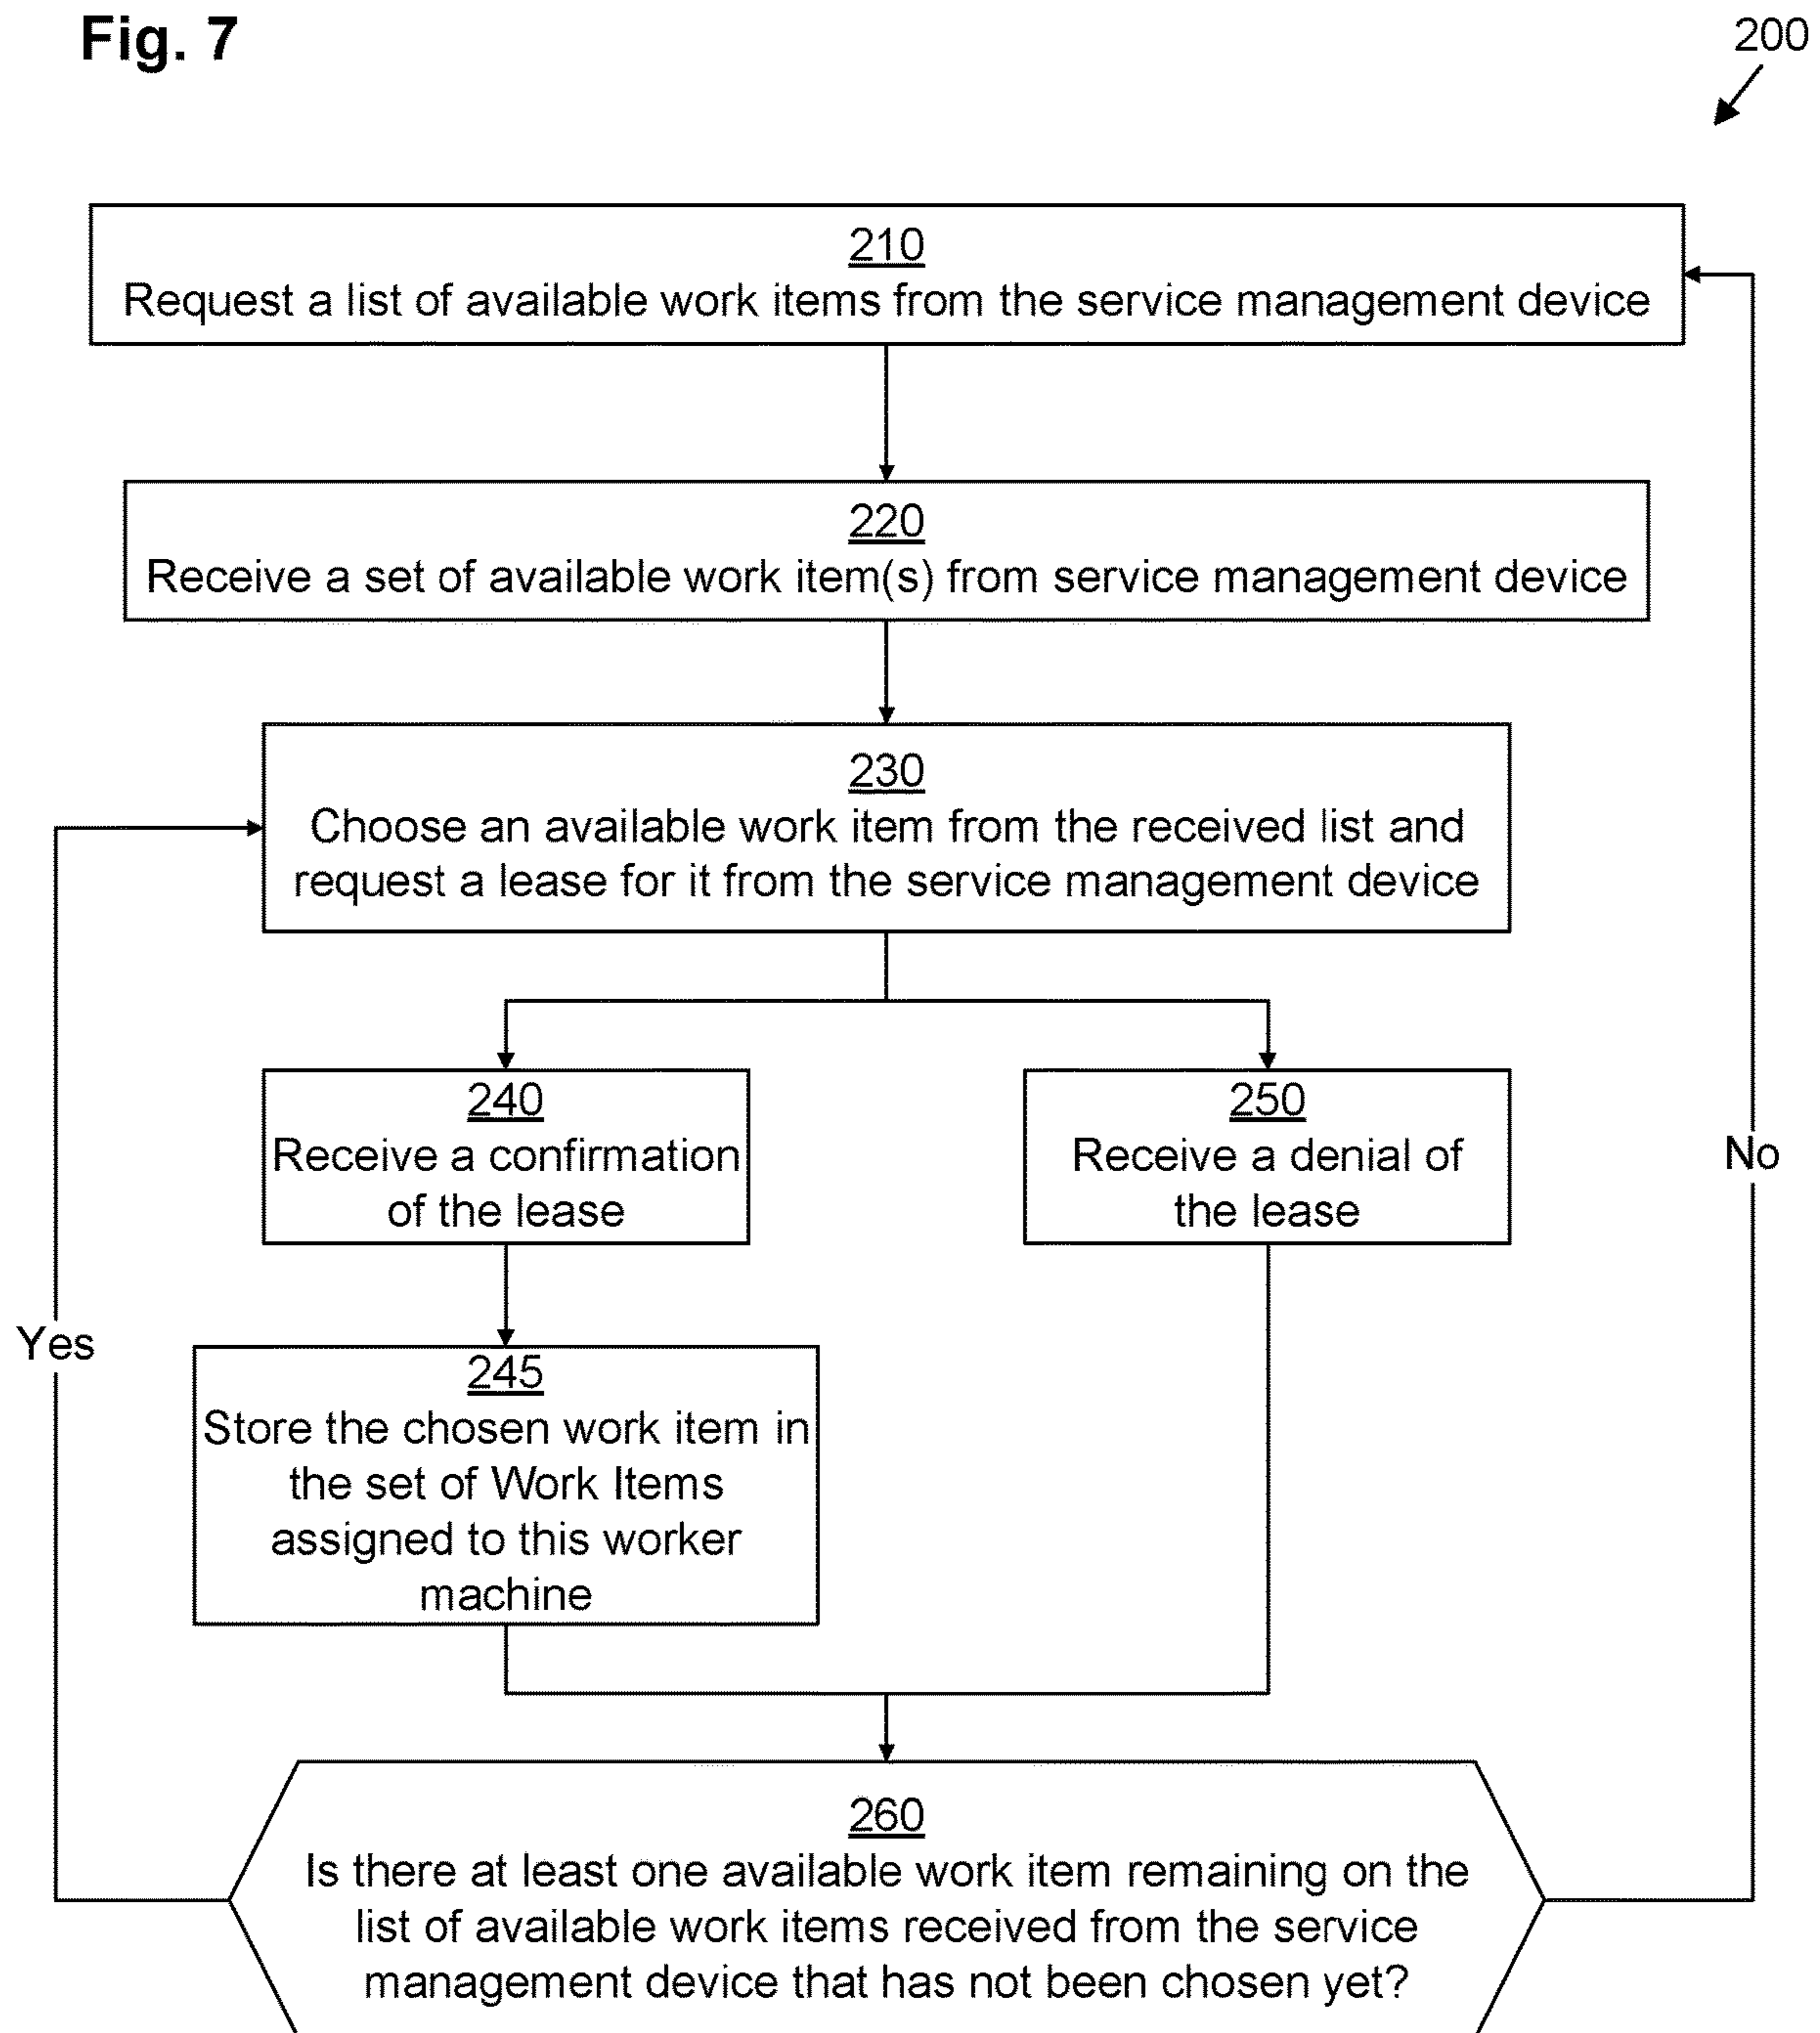 Fig. 7
200
210
Request a list of available work items from the service management device
220
Receive a set of available work item(s) from service management device
230
Choose an available work item from the received list and
request a lease for it from the service management device
240
Receive a confirmation
of the lease
250
Receive a denial of
the lease
No
Yes
245
Store the chosen work item in
the set of Work Items
assigned to this worker
machine
260
Is there at least one available work item remaining on the
list of available work items received from the service
management device that has not been chosen yet?